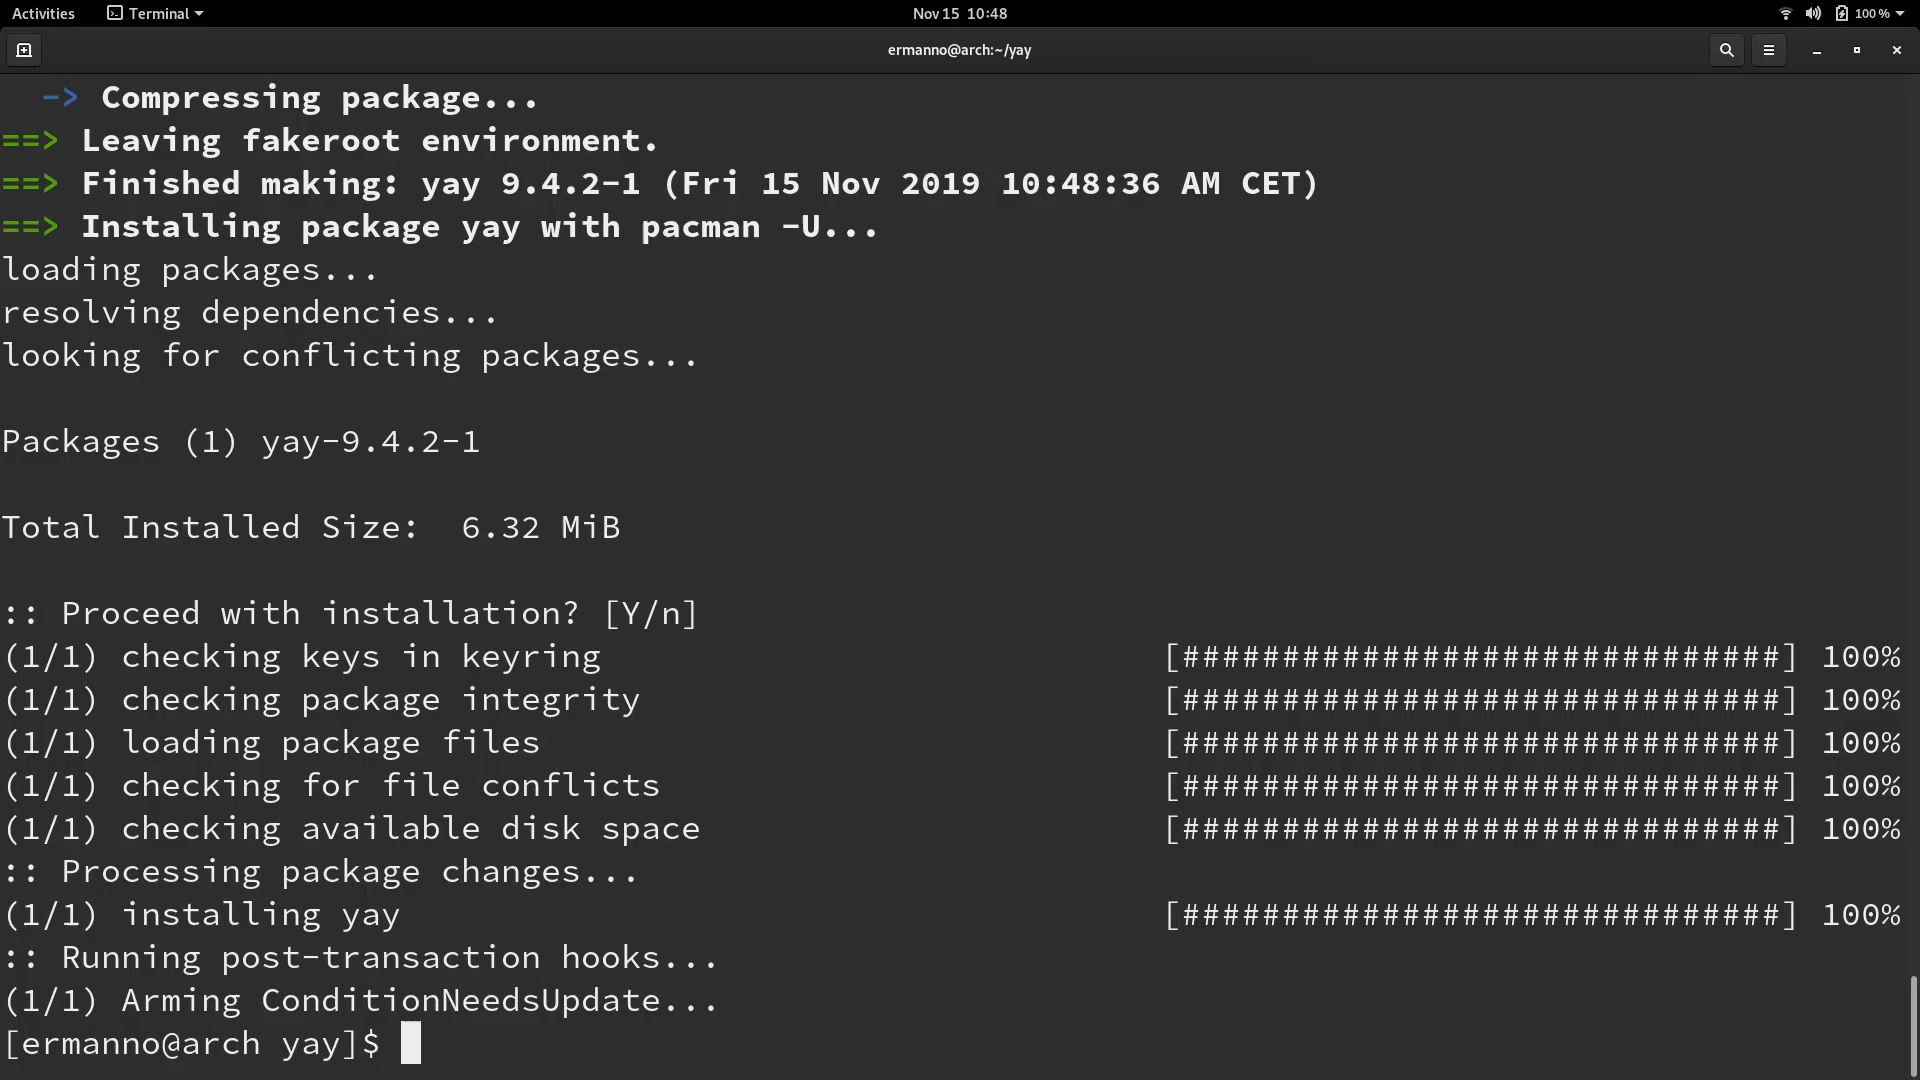 Activities Terminal Nov 15 10:48 100 %
ermanno@arch:~/yay
-> Compressing package...
==> Leaving fakeroot environment.
==> Finished making: yay 9.4.2-1 (Fri 15 Nov 2019 10:48:36 AM CET)
==> Installing package yay with pacman -U...
loading packages...
resolving dependencies...
looking for conflicting packages...
Packages (1) yay-9.4.2-1
Total Installed Size:  6.32 MiB
:: Proceed with installation? [Y/n]
(1/1) checking keys in keyring [##############################] 100%
(1/1) checking package integrity [##############################] 100%
(1/1) loading package files [##############################] 100%
(1/1) checking for file conflicts [##############################] 100%
(1/1) checking available disk space [##############################] 100%
:: Processing package changes...
(1/1) installing yay [##############################] 100%
:: Running post-transaction hooks...
(1/1) Arming ConditionNeedsUpdate...
[ermanno@arch yay]$